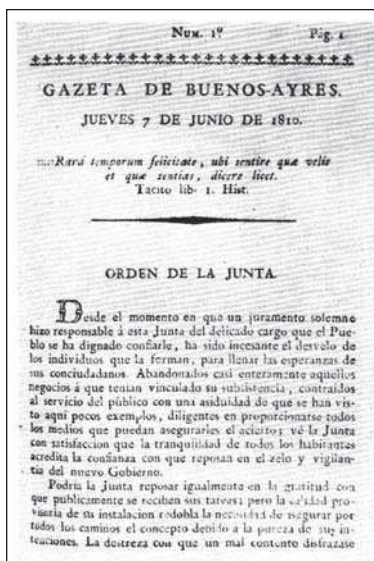 Num. 1º Pág. 1
GAZETA DE BUENOS-AYRES.
JUEVES 7 DE JUNIO DE 1810.
Rará temporum felicitate, ubi sentire quæ velis
et quæ sentias, dicere licet.
Tacito lib- 1. Hist.
ORDEN DE LA JUNTA.
Desde el momento en que un juramento solemne
hizo responsable á esta Junta del delicado cargo que el Pue-
blo se ha dignado confiarle, ha sido incesante el desvelo de
los individuos que la forman, para llenar las esperanzas de
sus conciudadanos. Abandonados casi enteramente aquellos
negocios á que tenian vinculado su subsistencia, contraidos
al servicio del público con una asiduidad de que se han vis-
to aquí pocos exemplos, diligentes en proporcionarse todos
los medios que puedan asegurarles el acierto; vé la Junta
con satisfaccion que la tranquilidad de todos los habitantes
acredita la confianza con que reposan en el zelo y vigilan-
cia del nuevo Gobierno.
Podria la Junta reposar igualmente en la gratitud con
que publicamente se reciben sus tareas; pero la calidad pro-
visoria de su instalacion redobla la necesidad de asegurar por
todos los caminos el concepto debido á la pureza de sus in-
tenciones. La destreza con que un mal contento disfrazase